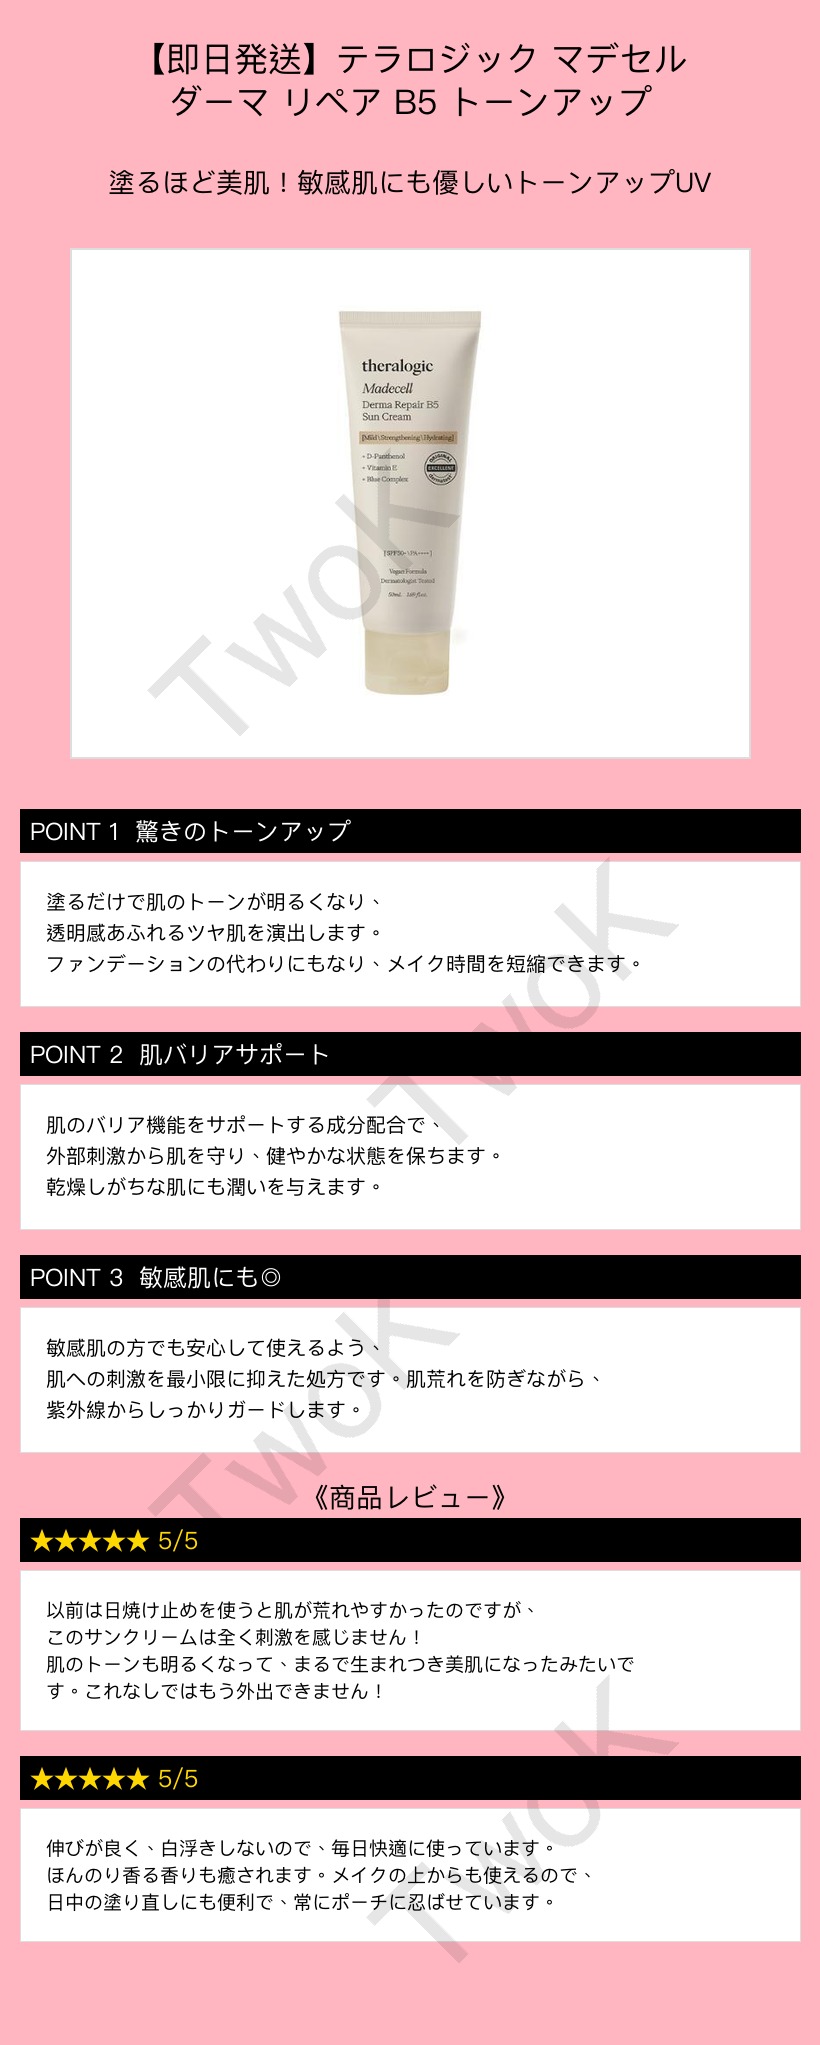 【即日発送】テラロジック マデセル
ダーマ リペア B5 トーンアップ
塗るほど美肌！敏感肌にも優しいトーンアップUV
theralogic
Madecell
Derma Repair B5
Sun Cream
[Mild \ Strengthening \ Hydrating]
+ D-Panthenol
+ Vitamin E
+ Blue Complex
ORIGINAL
EXCELLENT
[ SPF50+ \ PA++++ ]
Vegan Formula
Dermatologist Tested
50ml. 1.69 fl.oz.
TwoK
POINT 1 驚きのトーンアップ
塗るだけで肌のトーンが明るくなり、
透明感あふれるツヤ肌を演出します。
ファンデーションの代わりにもなり、メイク時間を短縮できます。
TwoK
POINT 2 肌バリアサポート
肌のバリア機能をサポートする成分配合で、
外部刺激から肌を守り、健やかな状態を保ちます。
乾燥しがちな肌にも潤いを与えます。
POINT 3 敏感肌にも◎
敏感肌の方でも安心して使えるよう、
肌への刺激を最小限に抑えた処方です。肌荒れを防ぎながら、
紫外線からしっかりガードします。
TwoK
《商品レビュー》
★★★★★ 5/5
以前は日焼け止めを使うと肌が荒れやすかったのですが、
このサンクリームは全く刺激を感じません！
肌のトーンも明るくなって、まるで生まれつき美肌になったみたいで
す。これなしではもう外出できません！
★★★★★ 5/5
伸びが良く、白浮きしないので、毎日快適に使っています。
ほんのり香る香りも癒されます。メイクの上からも使えるので、
日中の塗り直しにも便利で、常にポーチに忍ばせています。
TwoK